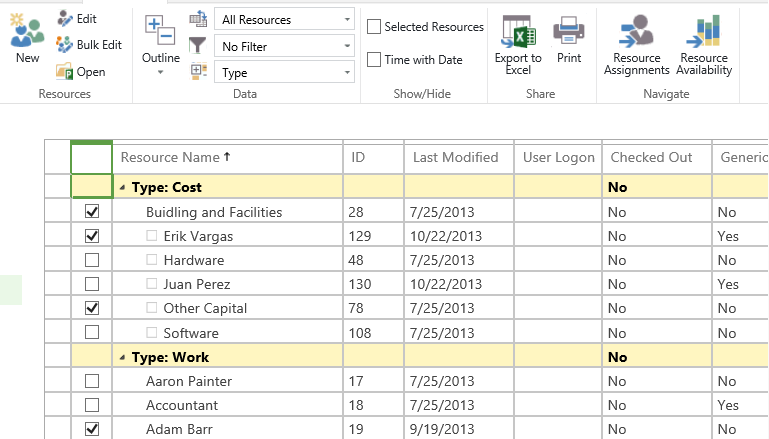 New
Edit
Bulk Edit
Open
Resources
Outline
All Resources
No Filter
Type
Data
Selected Resources
Time with Date
Show/Hide
Export to Excel
Print
Share
Resource Assignments
Resource Availability
Navigate
Resource Name ↑ ID Last Modified User Logon Checked Out Generic
Type: Cost No
Buidling and Facilities 28 7/25/2013 No No
Erik Vargas 129 10/22/2013 No Yes
Hardware 48 7/25/2013 No No
Juan Perez 130 10/22/2013 No Yes
Other Capital 78 7/25/2013 No No
Software 108 7/25/2013 No No
Type: Work No
Aaron Painter 17 7/25/2013 No No
Accountant 18 7/25/2013 No Yes
Adam Barr 19 9/19/2013 No No